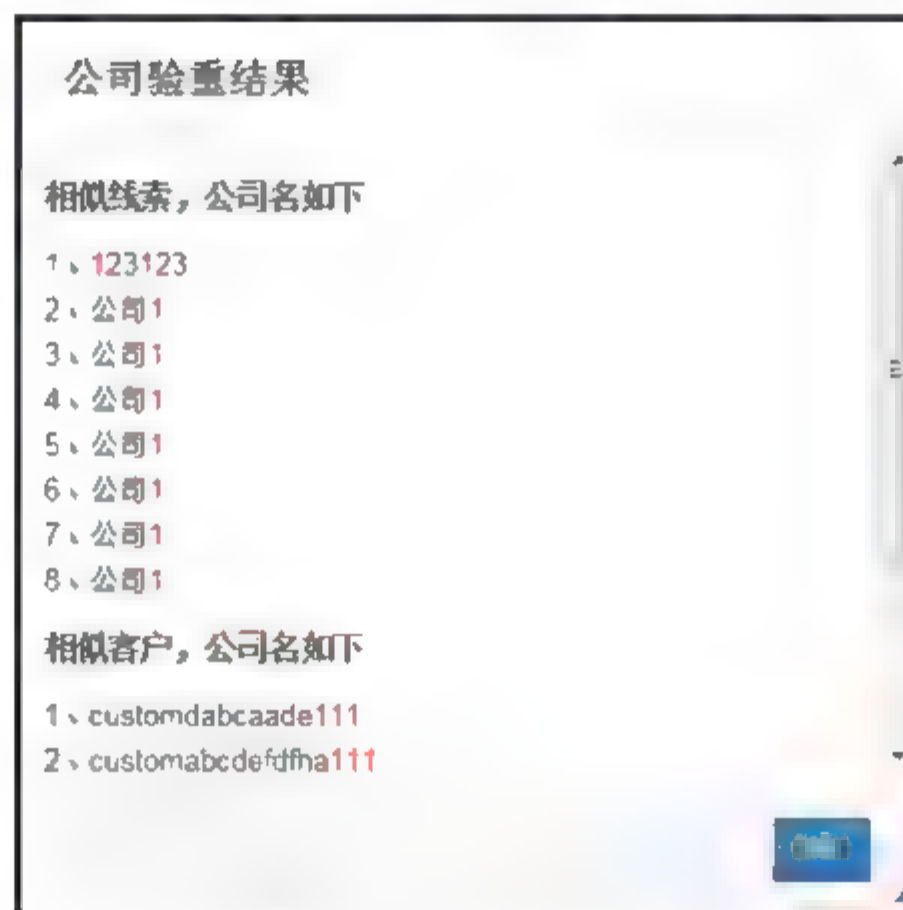 公司验重结果
相似线索，公司名如下
1、123123
2、公司1
3、公司1
4、公司1
5、公司1
6、公司1
7、公司1
8、公司1
相似客户，公司名如下
1、customdabcaade111
2、customabcdefdfha111